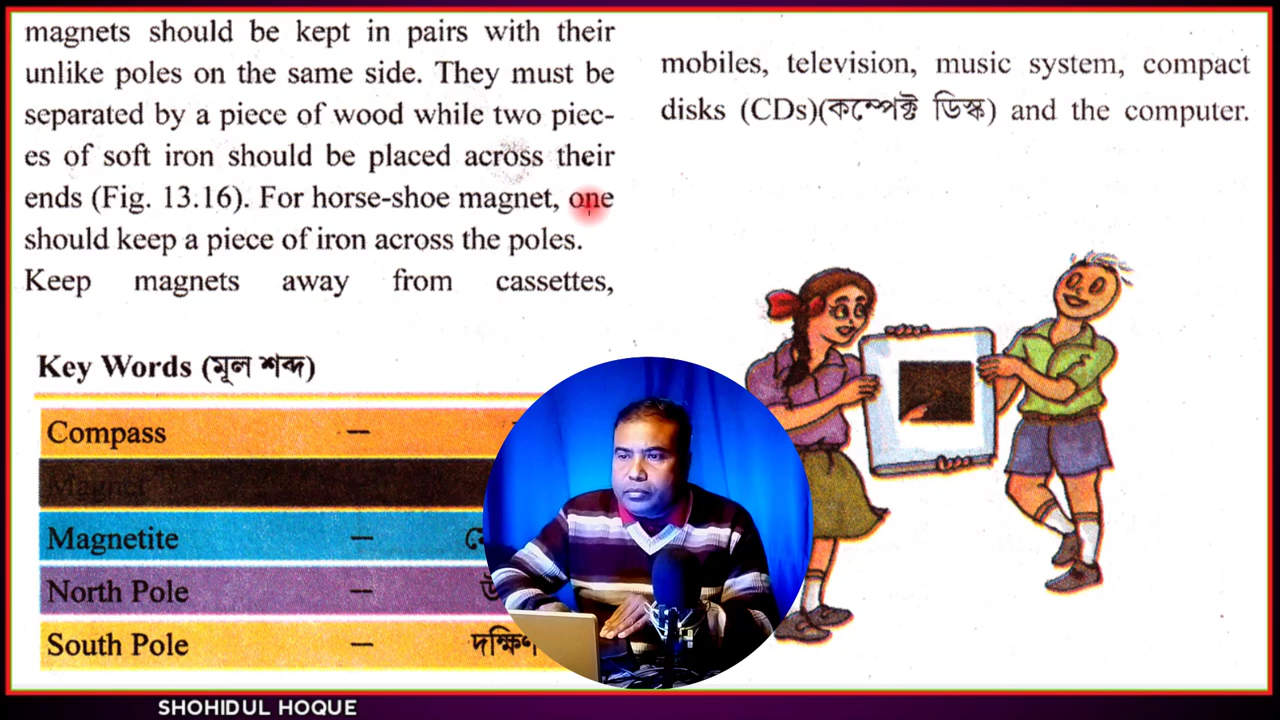 magnets should be kept in pairs with their
unlike poles on the same side. They must be
separated by a piece of wood while two piec-
es of soft iron should be placed across their
ends (Fig. 13.16). For horse-shoe magnet, one
should keep a piece of iron across the poles.
Keep magnets away from cassettes,
mobiles, television, music system, compact
disks (CDs)(কম্পেক্ট ডিস্ক) and the computer.
Key Words (মূল শব্দ)
Compass —
Magnet
Magnetite —
North Pole —
South Pole —
SHOHIDUL HOQUE